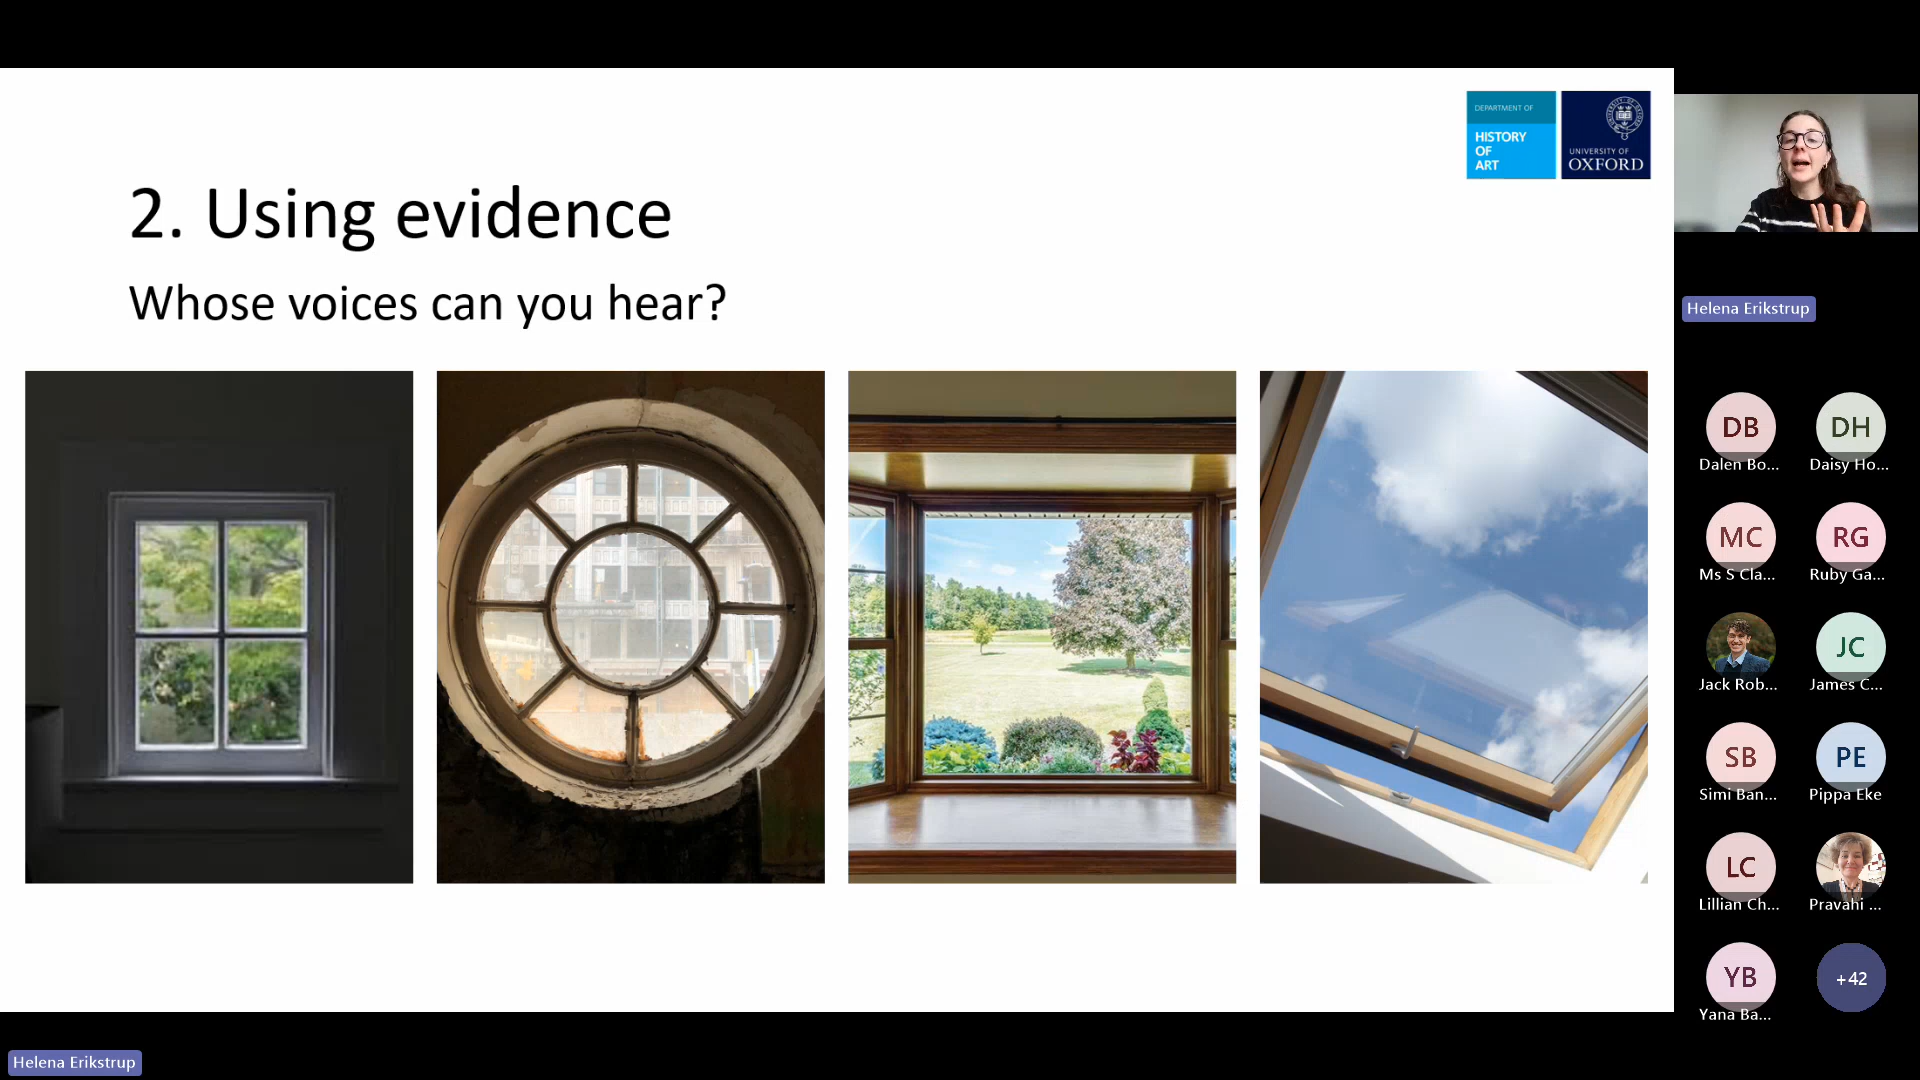 DEPARTMENT OF
HISTORY
OF
ART
UNIVERSITY OF
OXFORD
2. Using evidence
Whose voices can you hear?
Helena Erikstrup
DB
Dalen Bo...
DH
Daisy Ho...
MC
Ms S Cla...
RG
Ruby Ga...
Jack Rob...
JC
James C...
SB
Simi Ban...
PE
Pippa Eke
LC
Lillian Ch...
Pravahi ...
YB
Yana Ba...
+42
Helena Erikstrup